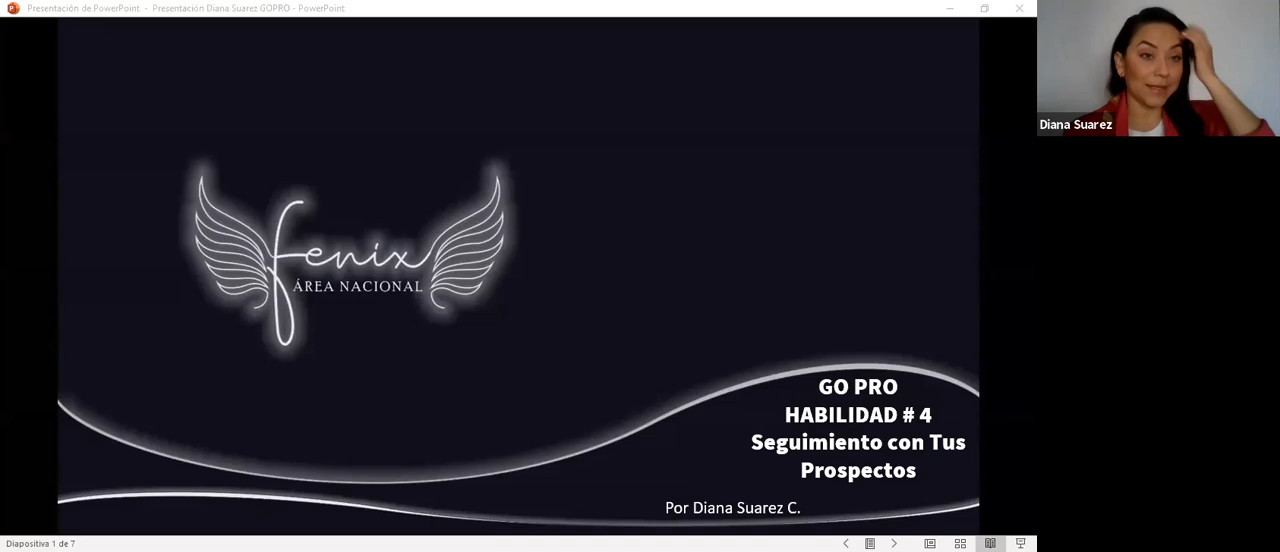 Presentación de PowerPoint - Presentación Diana Suarez GOPRO - PowerPoint
Diana Suarez
fenix
ÁREA NACIONAL
GO PRO
HABILIDAD # 4
Seguimiento con Tus
Prospectos
Por Diana Suarez C.
Diapositiva 1 de 7